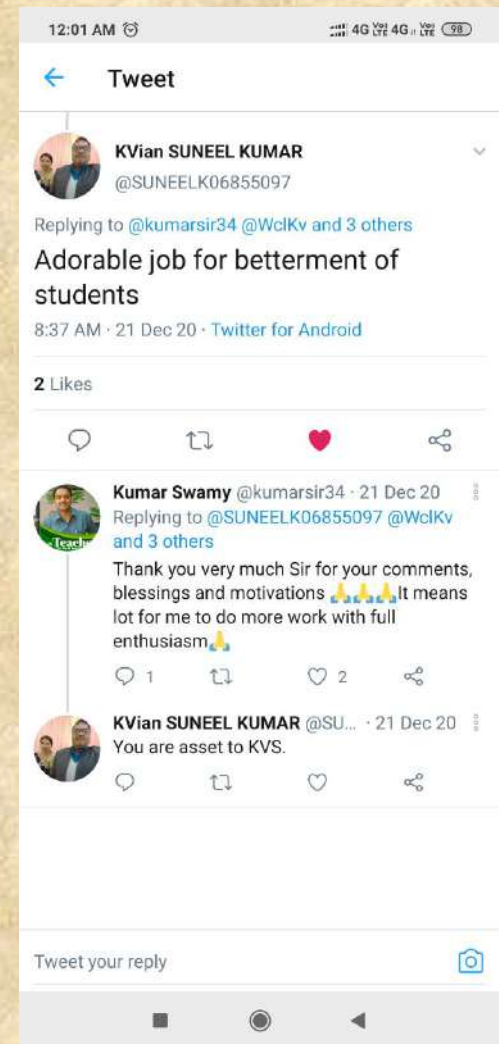 12:01 AM
4G VoI LTE 4G VoI LTE 98
Tweet
KVian SUNEEL KUMAR
@SUNEELK06855097
Replying to @kumarsir34 @WclKv and 3 others
Adorable job for betterment of
students
8:37 AM · 21 Dec 20 · Twitter for Android
2 Likes
Kumar Swamy @kumarsir34 · 21 Dec 20
Replying to @SUNEELK06855097 @WclKv
and 3 others
Thank you very much Sir for your comments,
blessings and motivations 🙏🙏🙏It means
lot for me to do more work with full
enthusiasm🙏
1 2
KVian SUNEEL KUMAR @SU... · 21 Dec 20
You are asset to KVS.
Tweet your reply